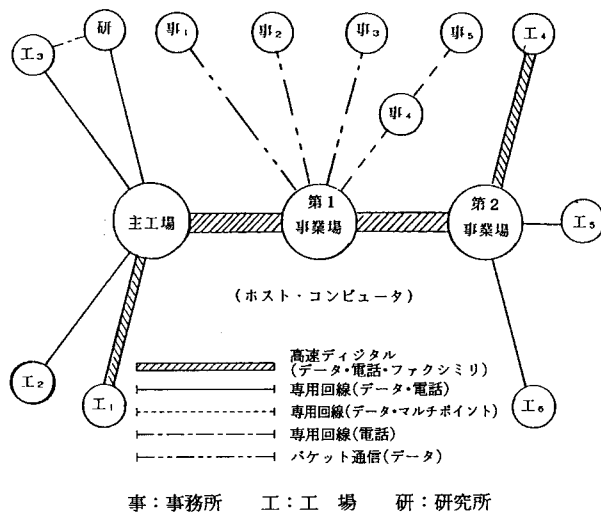 工3
研
事1
事2
事3
事5
工4
事4
主工場
第1
事業場
第2
事業場
工5
(ホスト・コンピュータ)
工2
工1
工6
高速ディジタル
(データ・電話・ファクシミリ)
専用回線(データ・電話)
専用回線(データ・マルチポイント)
専用回線(電話)
パケット通信(データ)
事:事務所 工:工 場 研:研究所